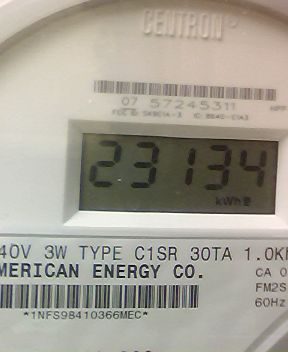 CENTRON®
07 57245311
23134
kWh
40V 3W TYPE C1SR 30TA 1.0K
MERICAN ENERGY CO.
CA 0
FM2S
60Hz
*1NFS98410366MEC*